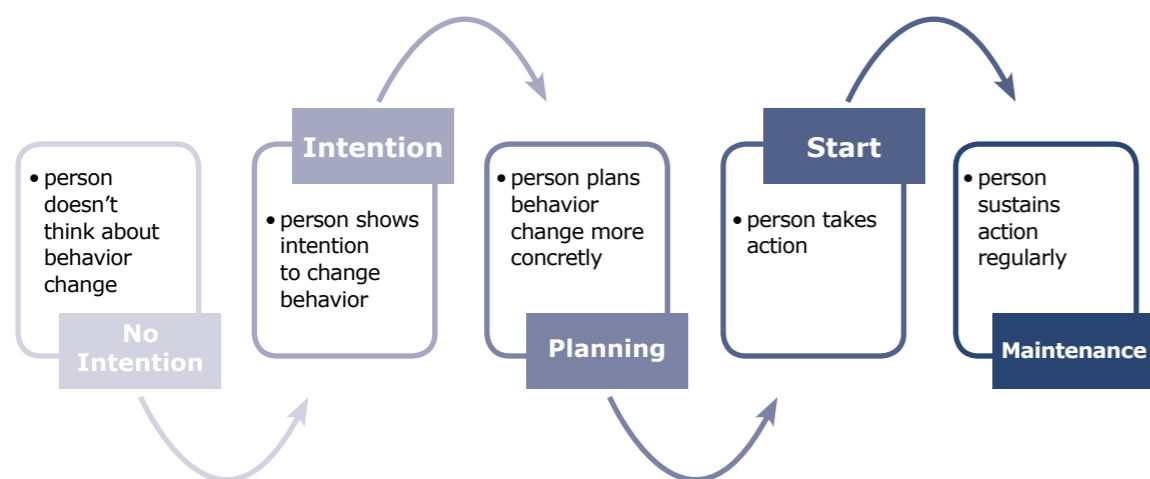 • person
doesn’t
think about
behavior
change
No
Intention
Intention
• person shows
intention
to change
behavior
• person plans
behavior
change more
concretly
Planning
Start
• person takes
action
• person
sustains
action
regularly
Maintenance